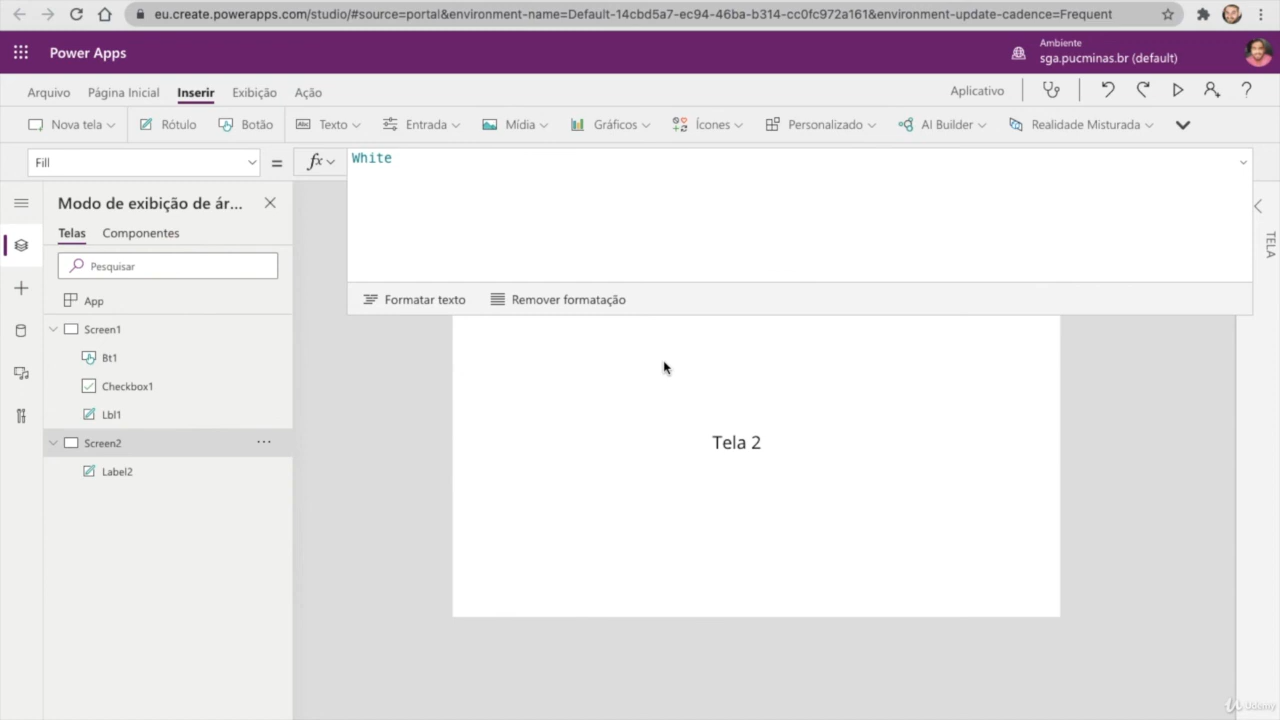 eu.create.powerapps.com/studio/#source=portal&environment-name=Default-14cbd5a7-ec94-46ba-b314-cc0fc972a161&environment-update-cadence=Frequent
Power Apps
Ambiente
sga.pucminas.br (default)
Arquivo Página Inicial Inserir Exibição Ação Aplicativo
Nova tela Rótulo Botão Texto Entrada Mídia Gráficos Ícones Personalizado AI Builder Realidade Misturada
Fill = fx White
Modo de exibição de ár...
Telas Componentes
Pesquisar
Formatar texto Remover formatação
App
Screen1
Bt1
Checkbox1
Lbl1
Screen2
Label2
Tela 2
TELA
Udemy